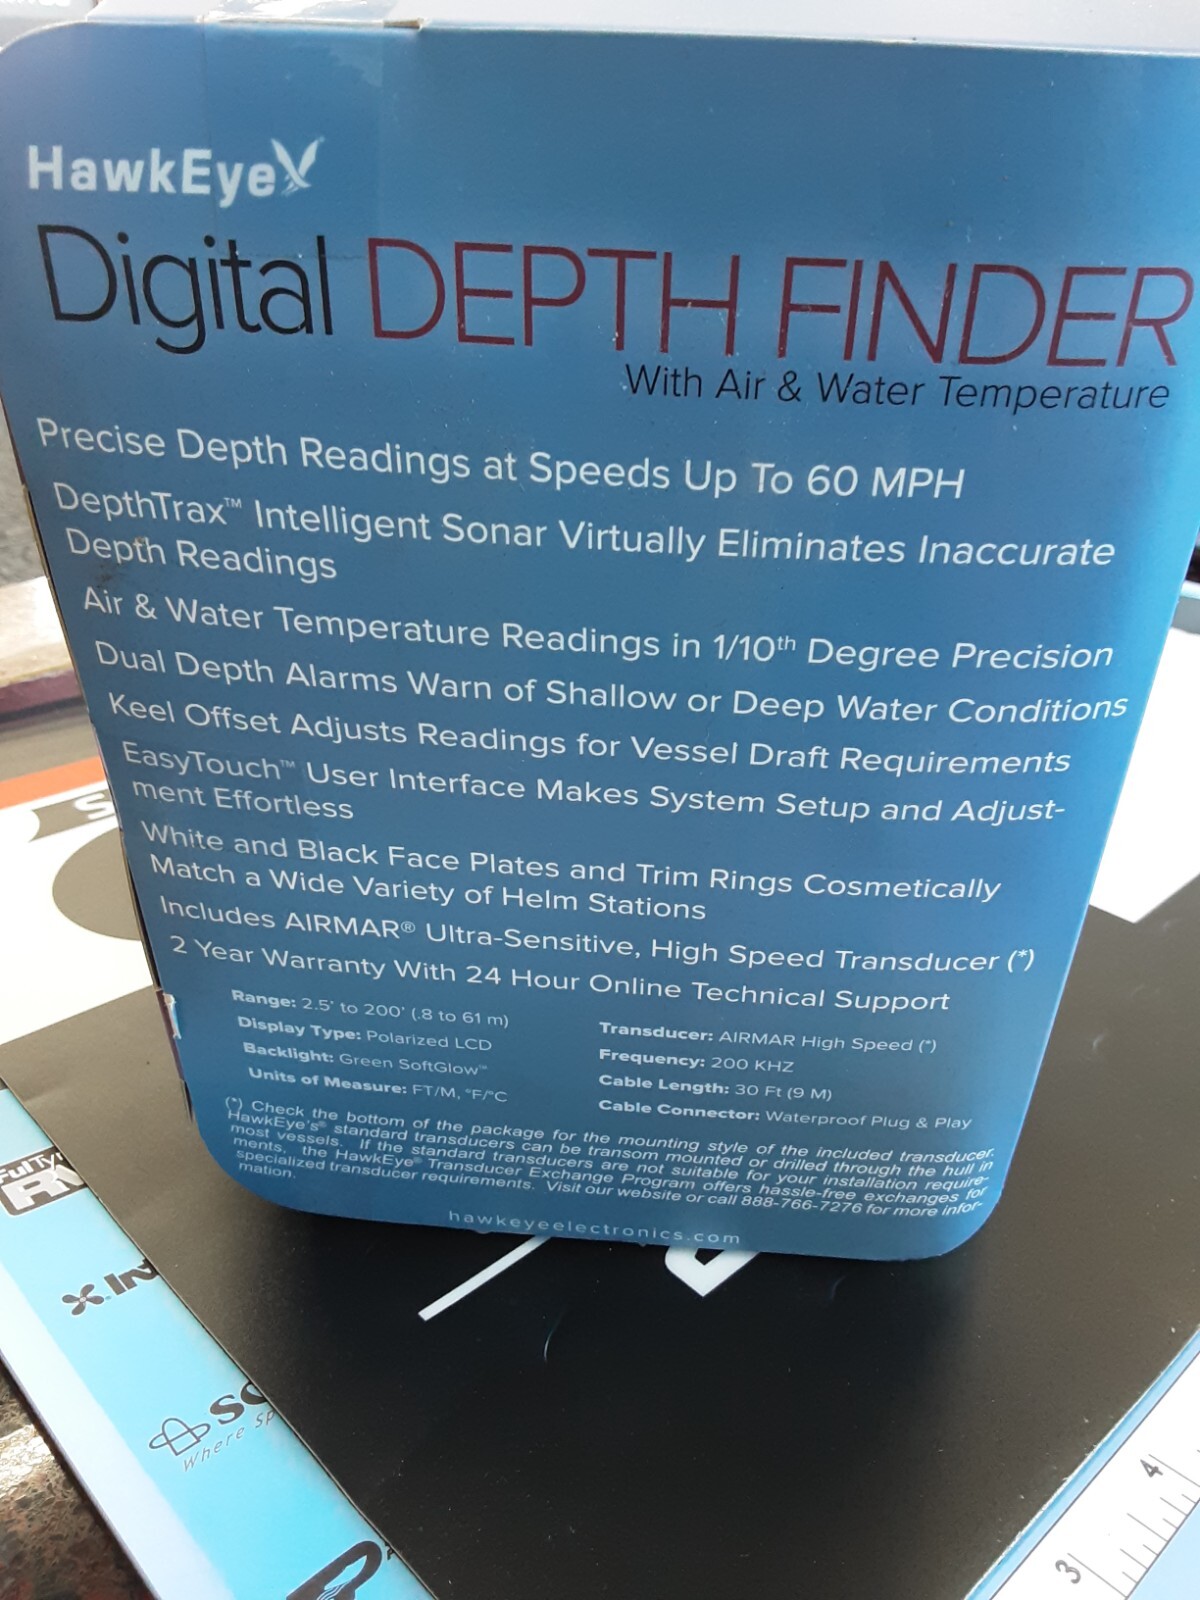 HawkEye
Digital DEPTH FINDER
With Air & Water Temperature
Precise Depth Readings at Speeds Up To 60 MPH
DepthTrax™ Intelligent Sonar Virtually Eliminates Inaccurate
Depth Readings
Air & Water Temperature Readings in 1/10th Degree Precision
Dual Depth Alarms Warn of Shallow or Deep Water Conditions
Keel Offset Adjusts Readings for Vessel Draft Requirements
EasyTouch™ User Interface Makes System Setup and Adjust-
ment Effortless
White and Black Face Plates and Trim Rings Cosmetically
Match a Wide Variety of Helm Stations
Includes AIRMAR® Ultra-Sensitive, High Speed Transducer (*)
2 Year Warranty With 24 Hour Online Technical Support
Range: 2.5' to 200' (.8 to 61 m)
Display Type: Polarized LCD
Backlight: Green SoftGlow™
Units of Measure: FT/M, °F/°C
Transducer: AIRMAR High Speed (*)
Frequency: 200 KHZ
Cable Length: 30 Ft (9 M)
Cable Connector: Waterproof Plug & Play
(*) Check the bottom of the package for the mounting style of the included transducer.
HawkEye's® standard transducers can be transom mounted or drilled through the hull in
most vessels. If the standard transducers are not suitable for your installation require-
ments, the HawkEye® Transducer Exchange Program offers hassle-free exchanges for
specialized transducer requirements. Visit our website or call 888-766-7276 for more infor-
mation.
hawkeyeelectronics.com
Where Sp
3
4